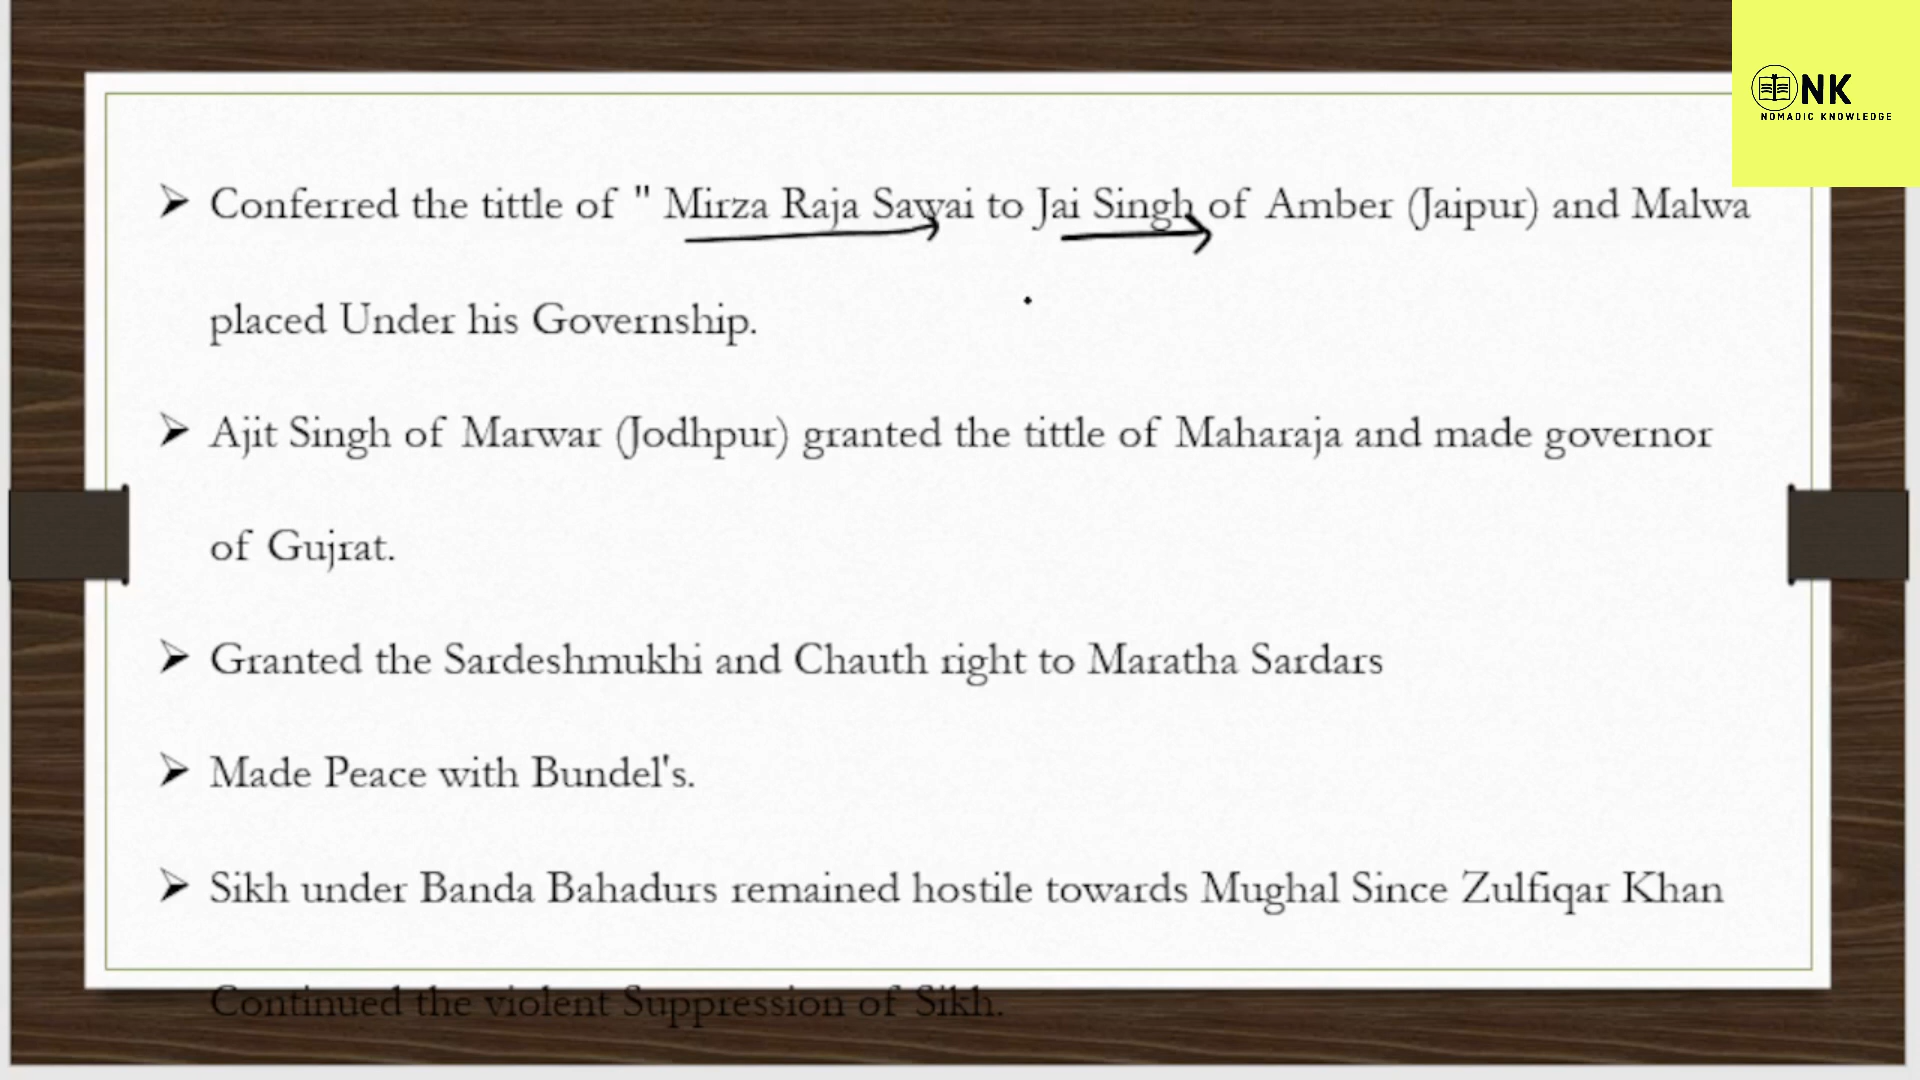 NK
NOMADIC KNOWLEDGE
Conferred the tittle of " Mirza Raja Sawai to Jai Singh of Amber (Jaipur) and Malwa
placed Under his Governship.
Ajit Singh of Marwar (Jodhpur) granted the tittle of Maharaja and made governor
of Gujrat.
Granted the Sardeshmukhi and Chauth right to Maratha Sardars
Made Peace with Bundel's.
Sikh under Banda Bahadurs remained hostile towards Mughal Since Zulfiqar Khan
Continued the violent Suppression of Sikh.